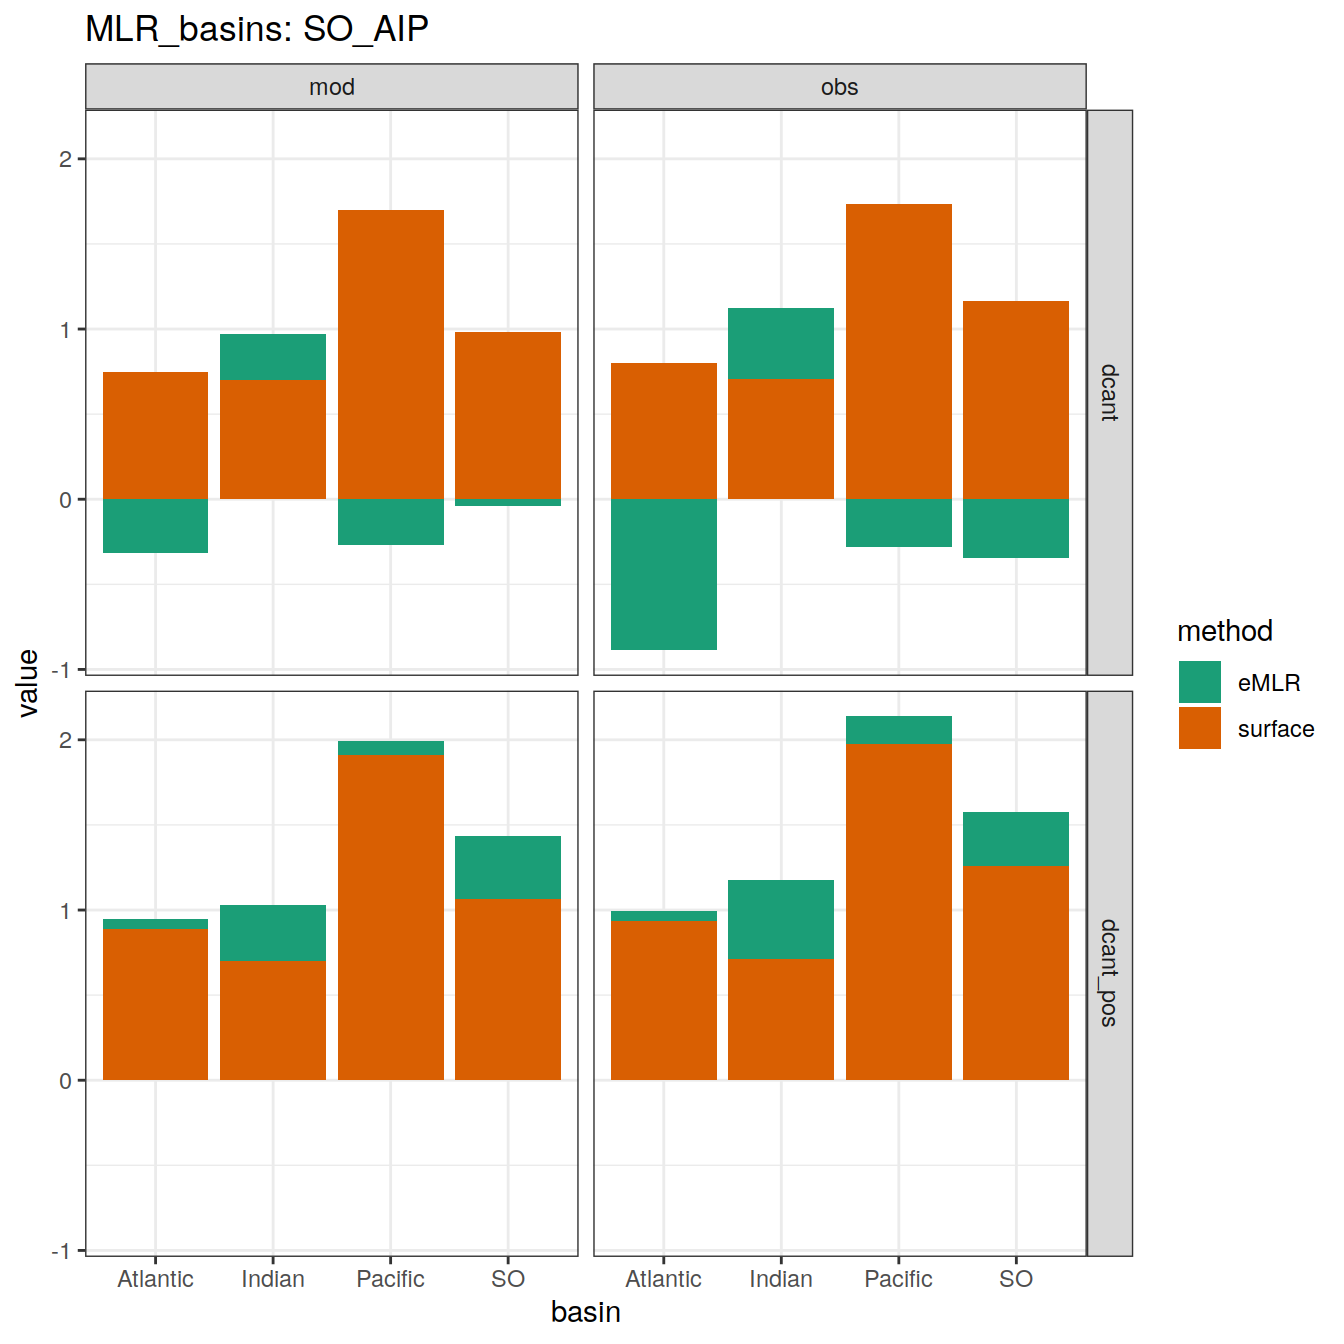 MLR_basins: SO_AIP
mod
obs
2
1
0
-1
dcant
2
1
0
-1
dcant_pos
value
Atlantic
Indian
Pacific
SO
Atlantic
Indian
Pacific
SO
basin
method
eMLR
surface